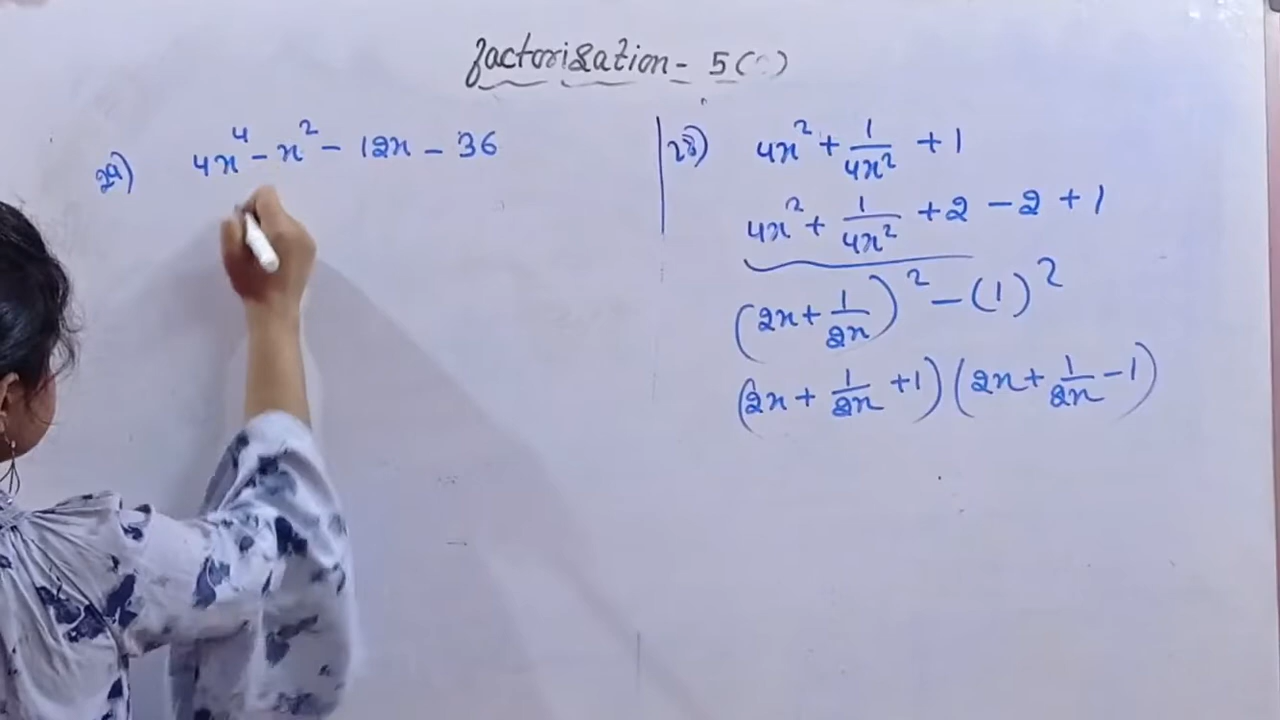 factorization - 5( )
29) 4x⁴ - x² - 12x - 36
28) 4x² + 1/4x² + 1
4x² + 1/4x² + 2 - 2 + 1
(2x + 1/2x)² - (1)²
(2x + 1/2x + 1)(2x + 1/2x - 1)